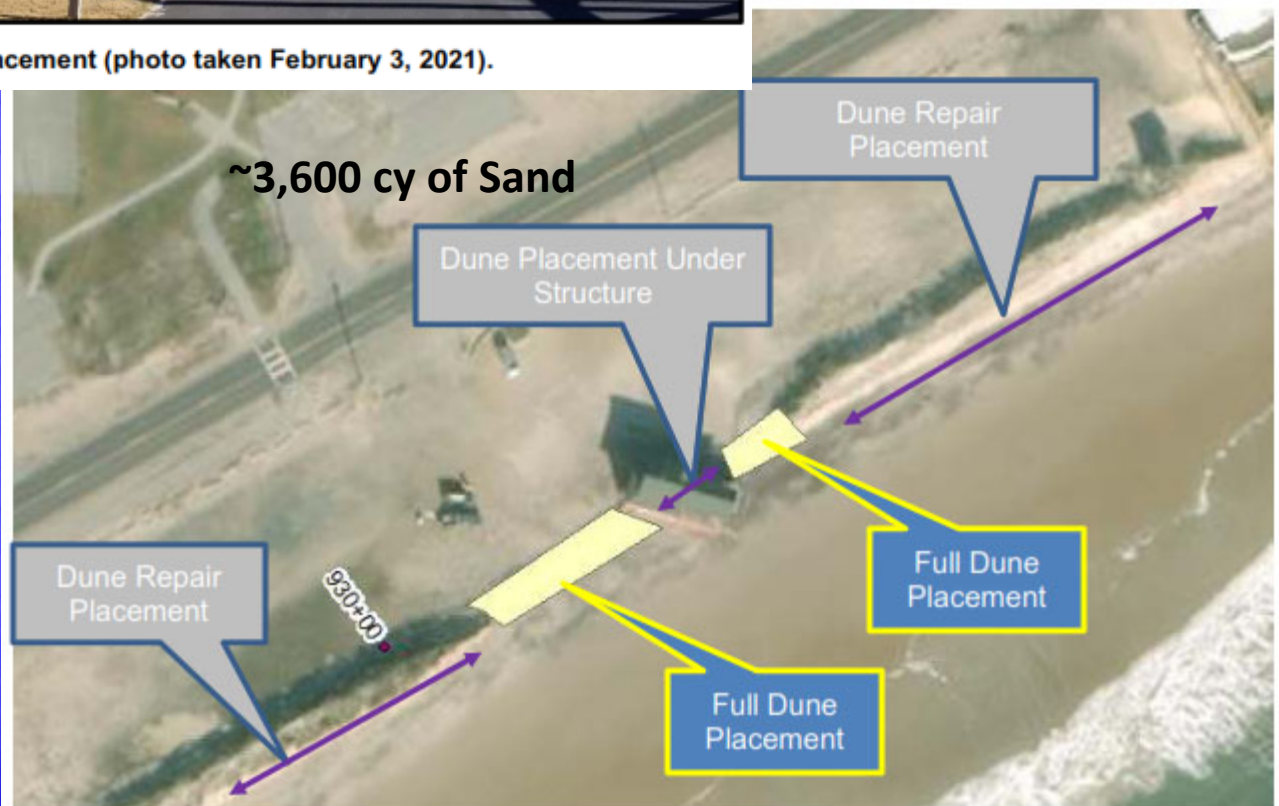 acement (photo taken February 3, 2021).
~3,600 cy of Sand
Dune Repair
Placement
Dune Placement Under
Structure
Dune Repair
Placement
930+00
Full Dune
Placement
Full Dune
Placement